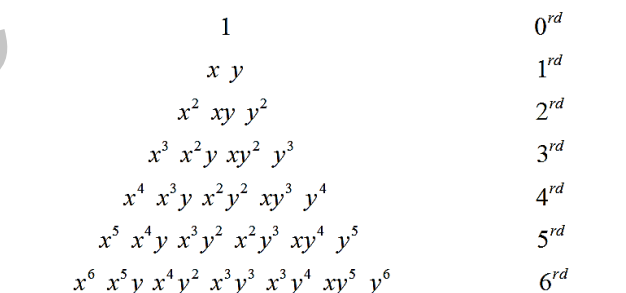 1 0ʳᵈ
x y 1ʳᵈ
x² xy y² 2ʳᵈ
x³ x²y xy² y³ 3ʳᵈ
x⁴ x³y x²y² xy³ y⁴ 4ʳᵈ
x⁵ x⁴y x³y² x²y³ xy⁴ y⁵ 5ʳᵈ
x⁶ x⁵y x⁴y² x³y³ x³y⁴ xy⁵ y⁶ 6ʳᵈ